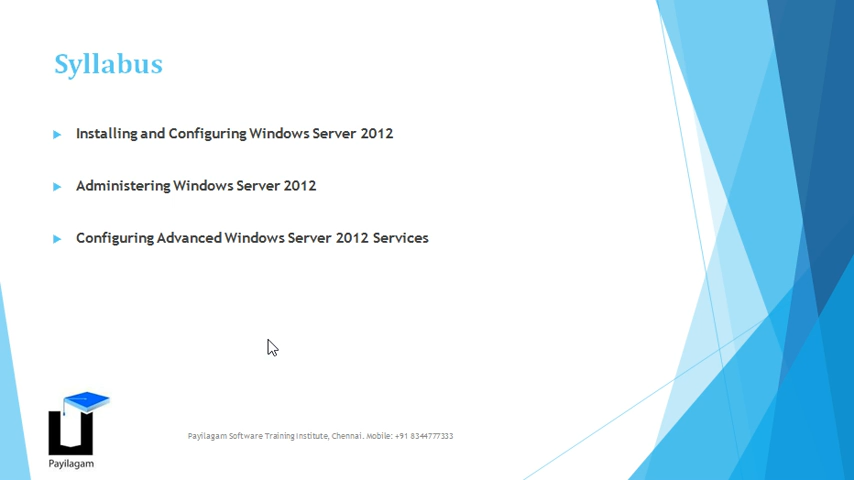 Syllabus
Installing and Configuring Windows Server 2012
Administering Windows Server 2012
Configuring Advanced Windows Server 2012 Services
Payilagam Software Training Institute, Chennai. Mobile: +91 8344777333
Payilagam